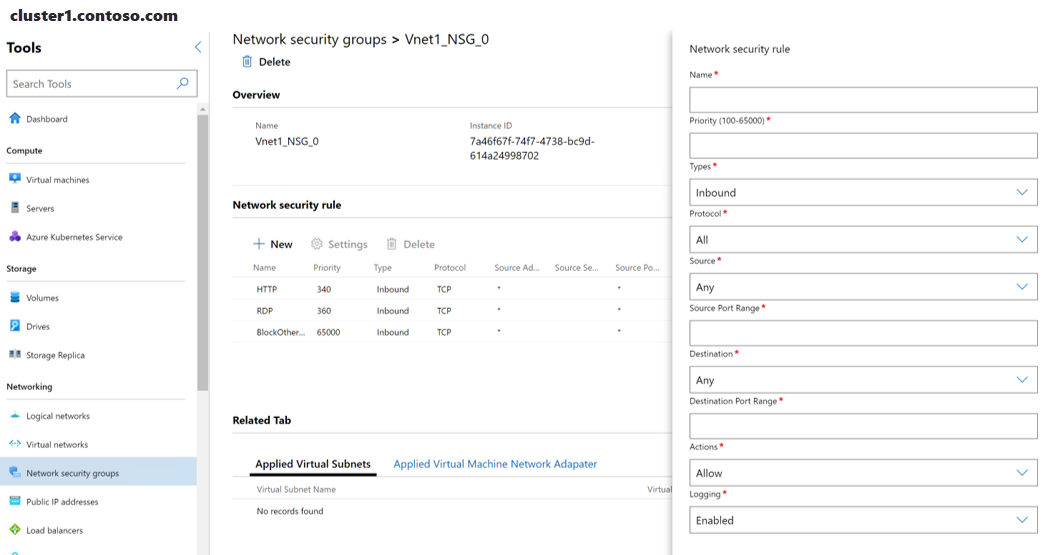 cluster1.contoso.com
Tools
Search Tools
Dashboard
Compute
Virtual machines
Servers
Azure Kubernetes Service
Storage
Volumes
Drives
Storage Replica
Networking
Logical networks
Virtual networks
Network security groups
Public IP addresses
Load balancers
Network security groups > Vnet1_NSG_0
Delete
Overview
Name Instance ID
Vnet1_NSG_0 7a46f67f-74f7-4738-bc9d-
614a24998702
Network security rule
New Settings Delete
Name Priority Type Protocol Source Ad... Source Se... Source Po...
HTTP 340 Inbound TCP * *
RDP 360 Inbound TCP * *
BlockOther... 65000 Inbound TCP * *
Related Tab
Applied Virtual Subnets Applied Virtual Machine Network Adapater
Virtual Subnet Name Virtual
No records found
Network security rule
Name*
Priority (100-65000)*
Types*
Inbound
Protocol*
All
Source*
Any
Source Port Range*
Destination*
Any
Destination Port Range*
Actions*
Allow
Logging*
Enabled